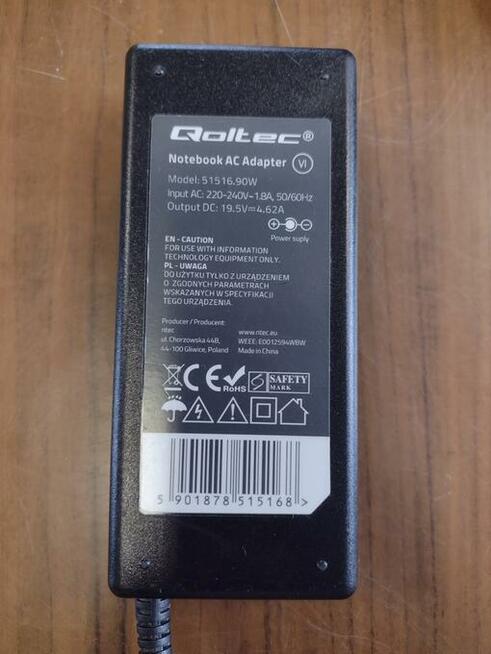 Qoltec®
Notebook AC Adapter VI
Model: 51516.90W
Input AC: 220-240V~1.8A, 50/60Hz
Output DC: 19.5V⎓4.62A
Power suply
EN - CAUTION
FOR USE WITH INFORMATION
TECHNOLOGY EQUIPMENT ONLY.
PL - UWAGA
DO UŻYTKU TYLKO Z URZĄDZENIEM
O ZGODNYCH PARAMETRACH
WSKAZANYCH W SPECYFIKACJI
TEGO URZĄDZENIA.
Producer / Producent:
ntec
ul. Chorzowska 44B,
44-100 Gliwice, Poland
www.ntec.eu
WEEE: E0012594WBW
Made in China
CE
RoHS
S
SAFETY
MARK
5 901878 515168 >